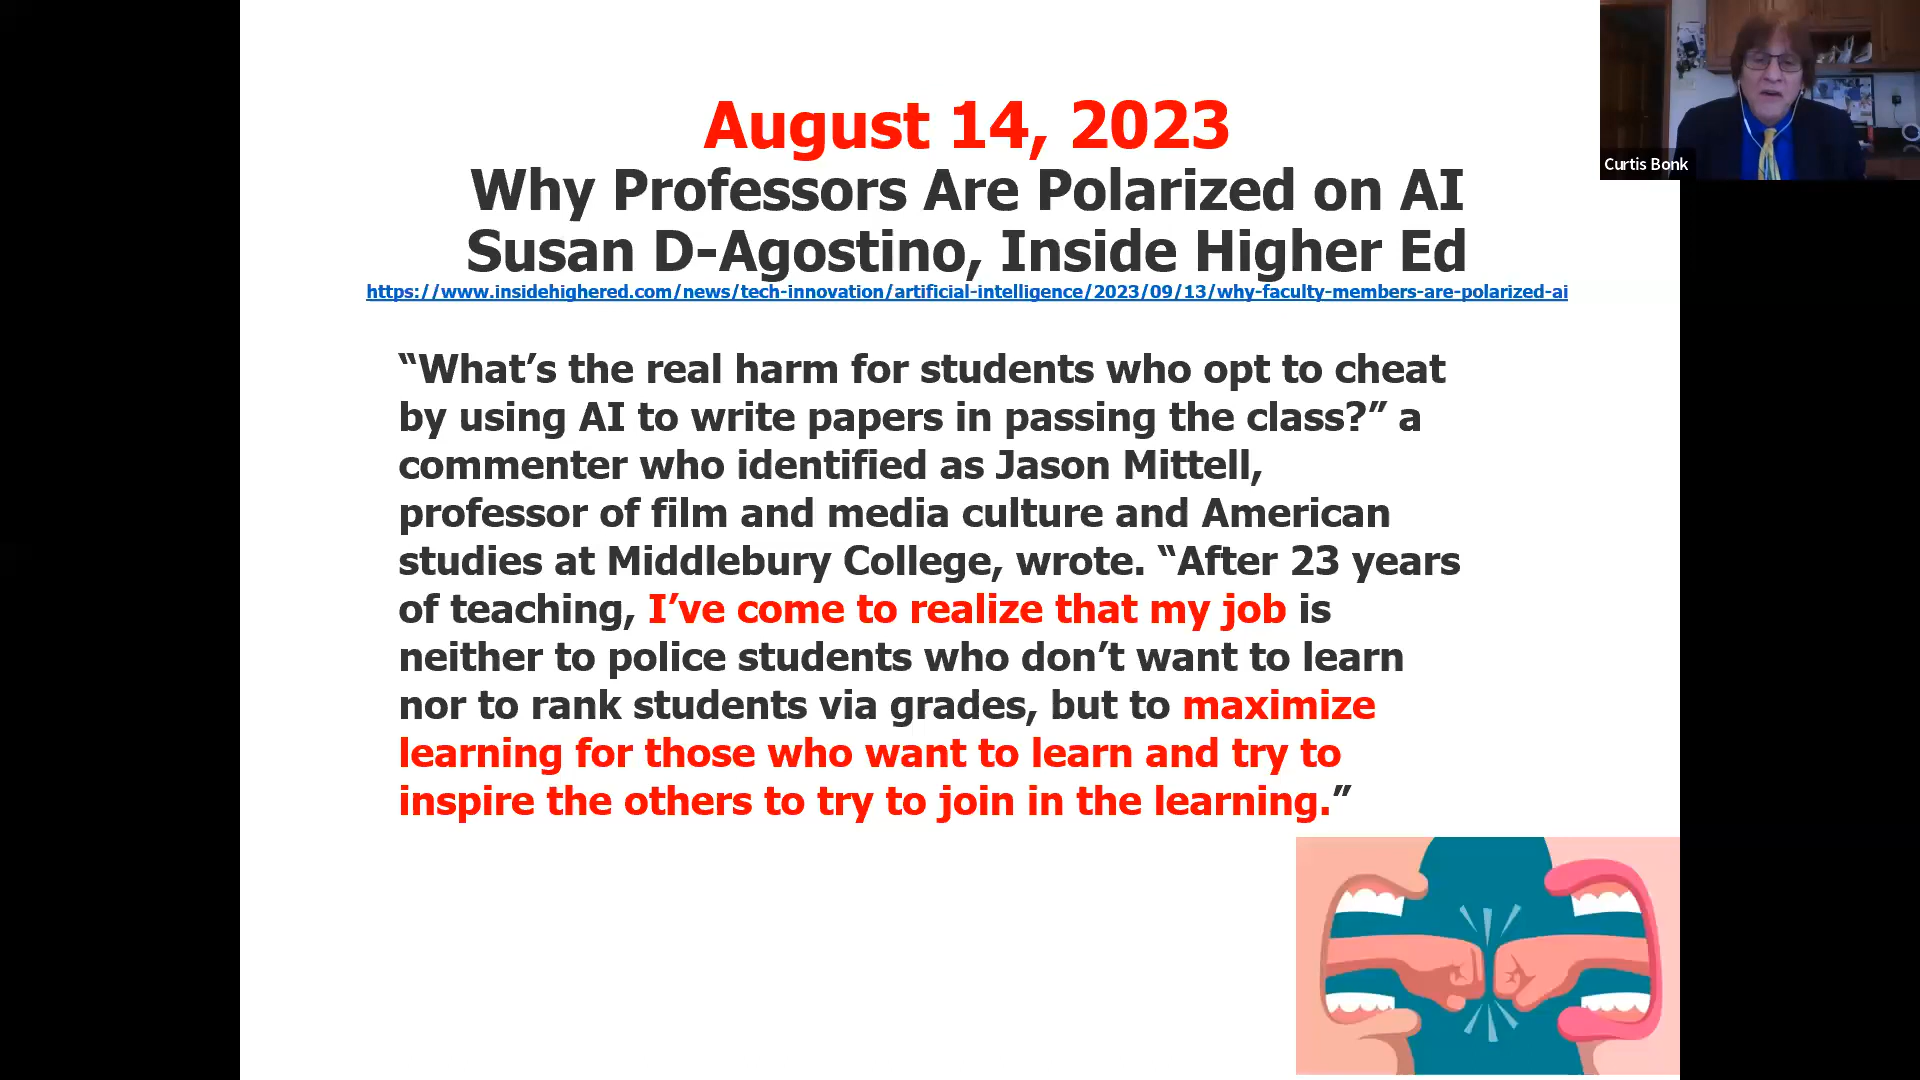 August 14, 2023
Why Professors Are Polarized on AI
Susan D-Agostino, Inside Higher Ed
https://www.insidehighered.com/news/tech-innovation/artificial-intelligence/2023/09/13/why-faculty-members-are-polarized-ai
“What’s the real harm for students who opt to cheat
by using AI to write papers in passing the class?” a
commenter who identified as Jason Mittell,
professor of film and media culture and American
studies at Middlebury College, wrote. “After 23 years
of teaching, I’ve come to realize that my job is
neither to police students who don’t want to learn
nor to rank students via grades, but to maximize
learning for those who want to learn and try to
inspire the others to try to join in the learning.”
Curtis Bonk